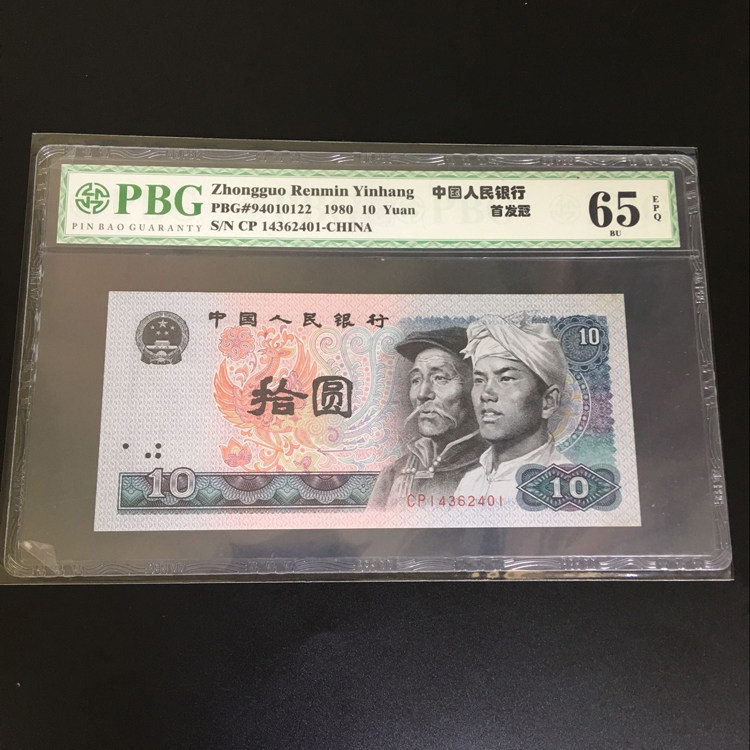 PBG
PIN BAO GUARANTY
Zhongguo Renmin Yinhang 中国人民银行
PBG#94010122 1980 10 Yuan 首发冠
S/N CP 14362401-CHINA
65
BU
EPQ
中国人民银行
10
拾圆
10
CP14362401
10